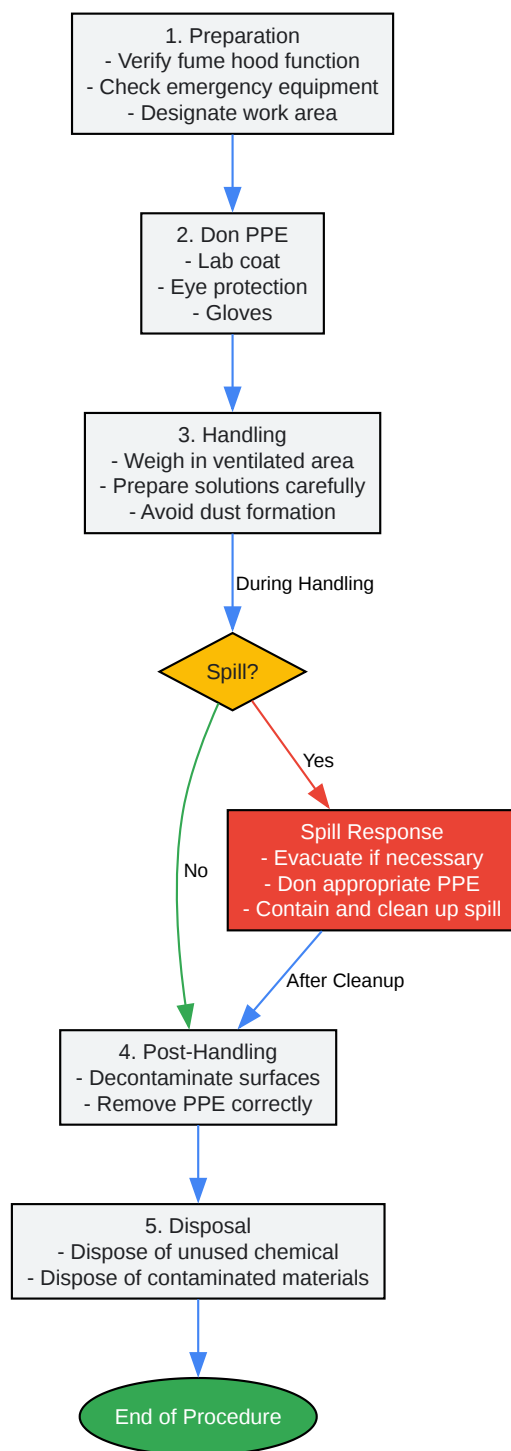 1. Preparation
- Verify fume hood function
- Check emergency equipment
- Designate work area
2. Don PPE
- Lab coat
- Eye protection
- Gloves
3. Handling
- Weigh in ventilated area
- Prepare solutions carefully
- Avoid dust formation
During Handling
Spill?
Yes
No
Spill Response
- Evacuate if necessary
- Don appropriate PPE
- Contain and clean up spill
After Cleanup
4. Post-Handling
- Decontaminate surfaces
- Remove PPE correctly
5. Disposal
- Dispose of unused chemical
- Dispose of contaminated materials
End of Procedure